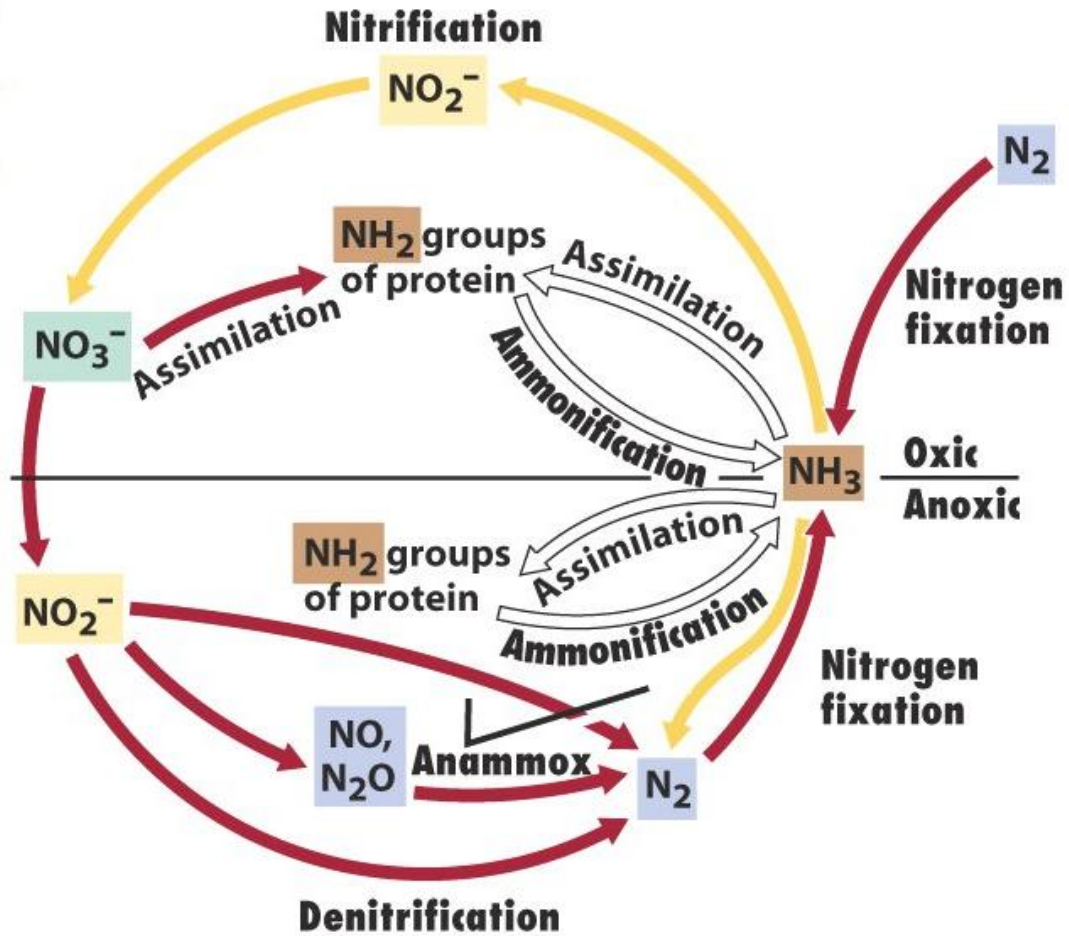 Nitrification
NO₂⁻
N₂
NH₂ groups
of protein
Assimilation
Nitrogen
fixation
NO₃⁻
Assimilation
Ammonification
NH₃
Oxic
Anoxic
NH₂ groups
of protein
Assimilation
Ammonification
NO₂⁻
Nitrogen
fixation
NO,
N₂O
Anammox
N₂
Denitrification